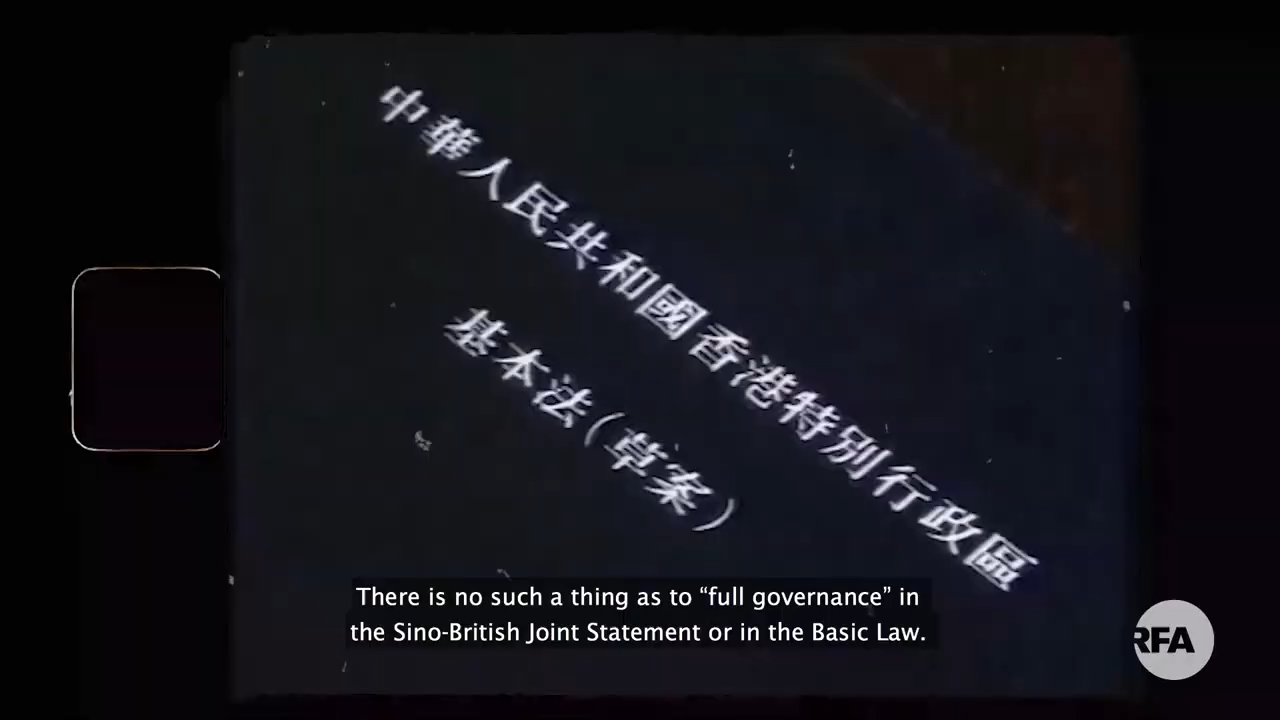 中華人民共和國香港特別行政區
基本法(草案)
There is no such a thing as to “full governance” in
the Sino-British Joint Statement or in the Basic Law.
RFA